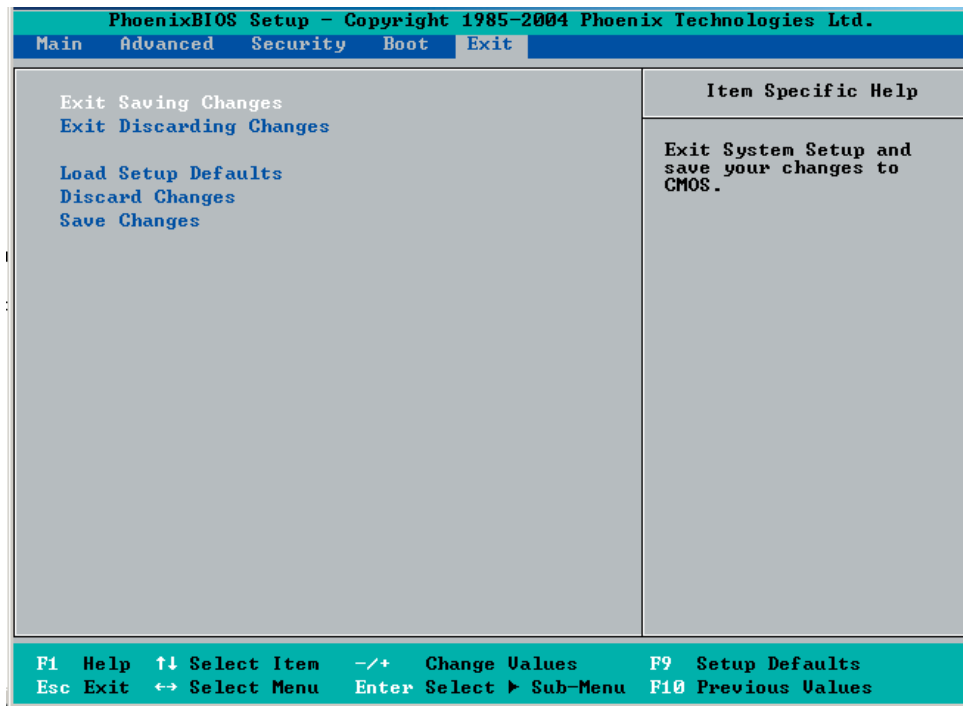 PhoenixBIOS Setup - Copyright 1985-2004 Phoenix Technologies Ltd.
Main Advanced Security Boot Exit
Exit Saving Changes
Exit Discarding Changes
Load Setup Defaults
Discard Changes
Save Changes
Item Specific Help
Exit System Setup and
save your changes to
CMOS.
F1 Help ↑↓ Select Item -/+ Change Values F9 Setup Defaults
Esc Exit ↔ Select Menu Enter Select ▶ Sub-Menu F10 Previous Values